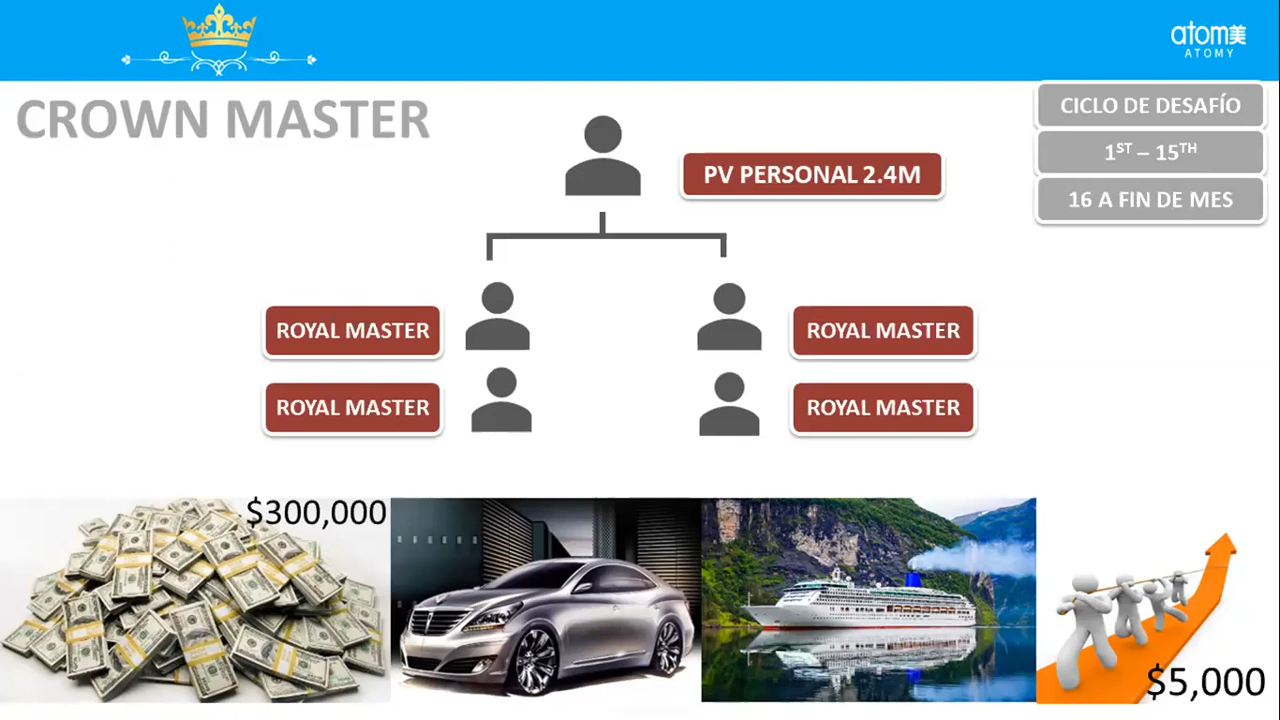 atom美
ATOMY
CROWN MASTER
CICLO DE DESAFÍO
1ST – 15TH
16 A FIN DE MES
PV PERSONAL 2.4M
ROYAL MASTER
ROYAL MASTER
ROYAL MASTER
ROYAL MASTER
$300,000
$5,000